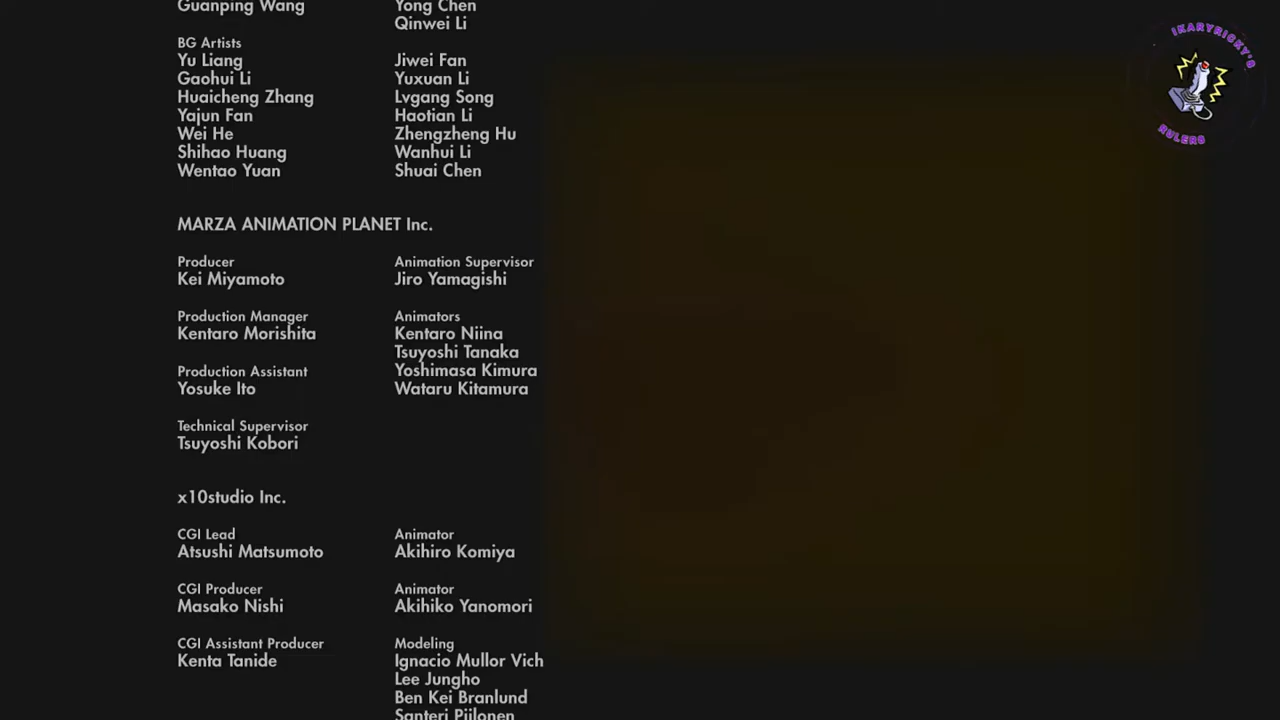 Guanping Wang
Yong Chen
Qinwei Li
BG Artists
Yu Liang
Gaohui Li
Huaicheng Zhang
Yajun Fan
Wei He
Shihao Huang
Wentao Yuan
Jiwei Fan
Yuxuan Li
Lvgang Song
Haotian Li
Zhengzheng Hu
Wanhui Li
Shuai Chen
MARZA ANIMATION PLANET Inc.
Producer
Kei Miyamoto
Production Manager
Kentaro Morishita
Production Assistant
Yosuke Ito
Technical Supervisor
Tsuyoshi Kobori
Animation Supervisor
Jiro Yamagishi
Animators
Kentaro Niina
Tsuyoshi Tanaka
Yoshimasa Kimura
Wataru Kitamura
x10studio Inc.
CGI Lead
Atsushi Matsumoto
CGI Producer
Masako Nishi
CGI Assistant Producer
Kenta Tanide
Animator
Akihiro Komiya
Animator
Akihiko Yanomori
Modeling
Ignacio Mullor Vich
Lee Jungho
Ben Kei Branlund
Santeri Piilonen
IKARYRICKY'S
RULERS